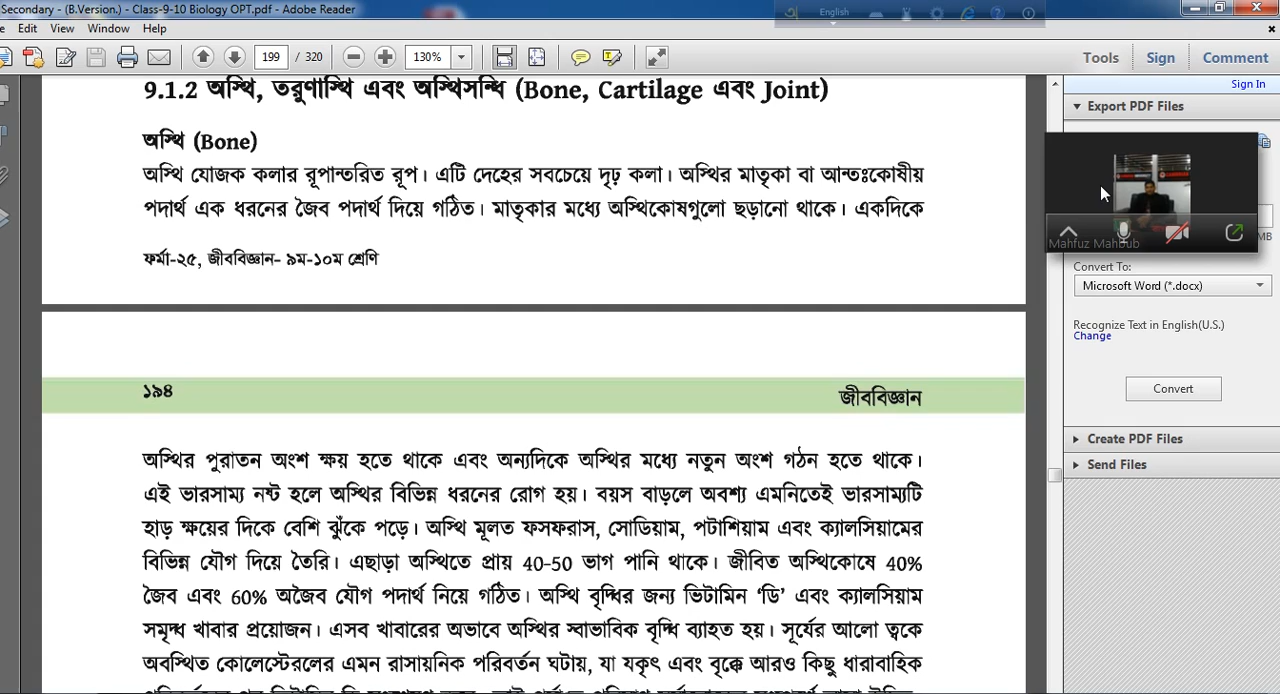 Secondary - (B.Version.) - Class-9-10 Biology OPT.pdf - Adobe Reader
English
Edit View Window Help
199 / 320 130% Tools Sign Comment
Sign In
Export PDF Files
9.1.2 অস্থি, তরুণাস্থি এবং অস্থিসন্ধি (Bone, Cartilage এবং Joint)
অস্থি (Bone)
অস্থি যোজক কলার রূপান্তরিত রূপ। এটি দেহের সবচেয়ে দৃঢ় কলা। অস্থির মাতৃকা বা আন্তঃকোষীয়
পদার্থ এক ধরনের জৈব পদার্থ দিয়ে গঠিত। মাতৃকার মধ্যে অস্থিকোষগুলো ছড়ানো থাকে। একদিকে
ফর্মা-২৫, জীববিজ্ঞান- ৯ম-১০ম শ্রেণি
Mahfuz Mahbub
MB
Convert To:
Microsoft Word (*.docx)
Recognize Text in English(U.S.)
Change
Convert
Create PDF Files
Send Files
১৯৪ জীববিজ্ঞান
অস্থির পুরাতন অংশ ক্ষয় হতে থাকে এবং অন্যদিকে অস্থির মধ্যে নতুন অংশ গঠন হতে থাকে।
এই ভারসাম্য নষ্ট হলে অস্থির বিভিন্ন ধরনের রোগ হয়। বয়স বাড়লে অবশ্য এমনিতেই ভারসাম্যটি
হাড় ক্ষয়ের দিকে বেশি ঝুঁকে পড়ে। অস্থি মূলত ফসফরাস, সোডিয়াম, পটাশিয়াম এবং ক্যালসিয়ামের
বিভিন্ন যৌগ দিয়ে তৈরি। এছাড়া অস্থিতে প্রায় 40-50 ভাগ পানি থাকে। জীবিত অস্থিকোষে 40%
জৈব এবং 60% অজৈব যৌগ পদার্থ নিয়ে গঠিত। অস্থি বৃদ্ধির জন্য ভিটামিন ‘ডি’ এবং ক্যালসিয়াম
সমৃদ্ধ খাবার প্রয়োজন। এসব খাবারের অভাবে অস্থির স্বাভাবিক বৃদ্ধি ব্যাহত হয়। সূর্যের আলো ত্বকে
অবস্থিত কোলেস্টেরলের এমন রাসায়নিক পরিবর্তন ঘটায়, যা যকৃৎ এবং বৃক্কে আরও কিছু ধারাবাহিক